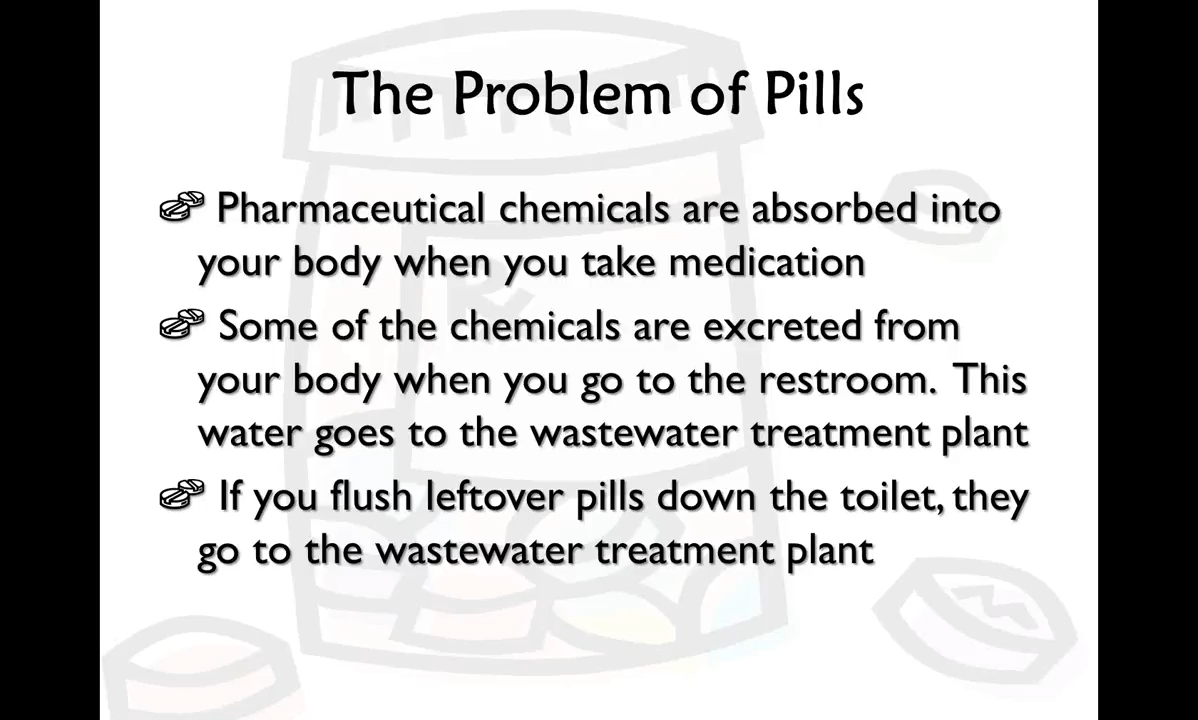 The Problem of Pills
Pharmaceutical chemicals are absorbed into
your body when you take medication
Some of the chemicals are excreted from
your body when you go to the restroom. This
water goes to the wastewater treatment plant
If you flush leftover pills down the toilet, they
go to the wastewater treatment plant